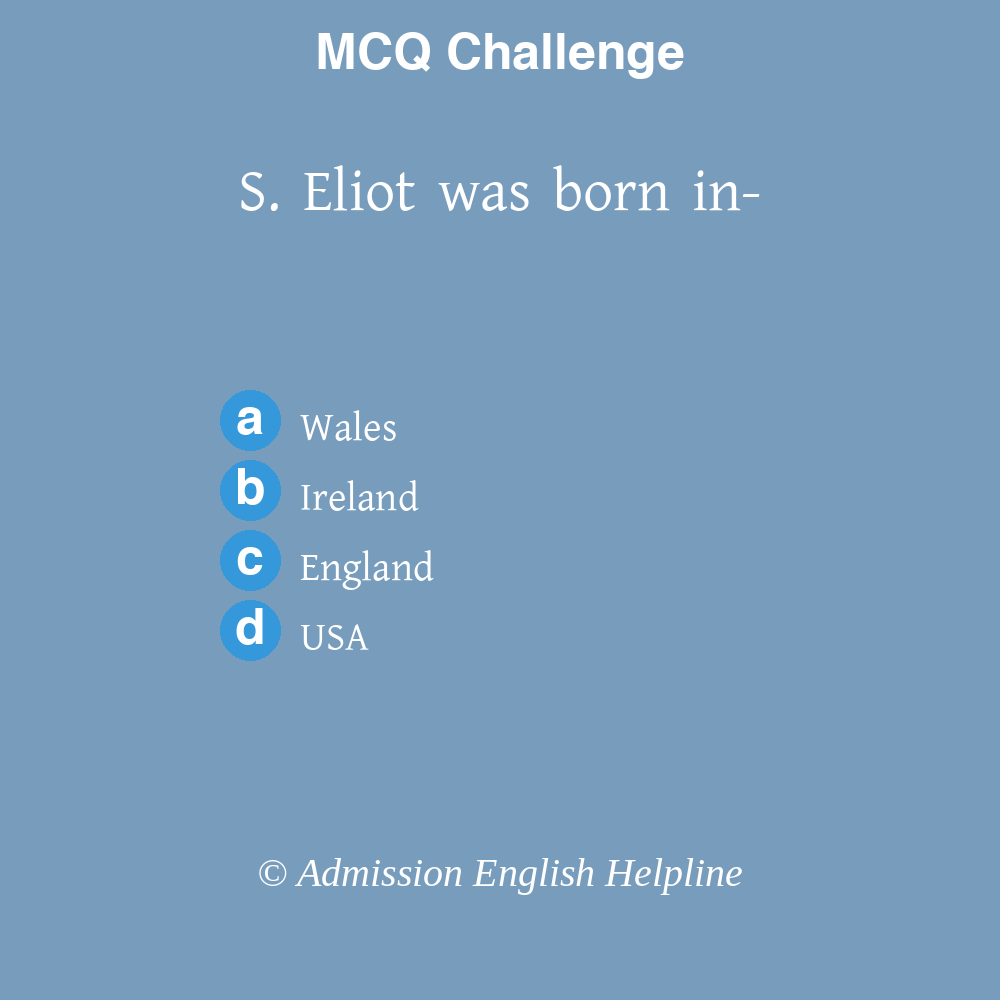 MCQ Challenge
S. Eliot was born in-
a Wales
b Ireland
c England
d USA
© Admission English Helpline